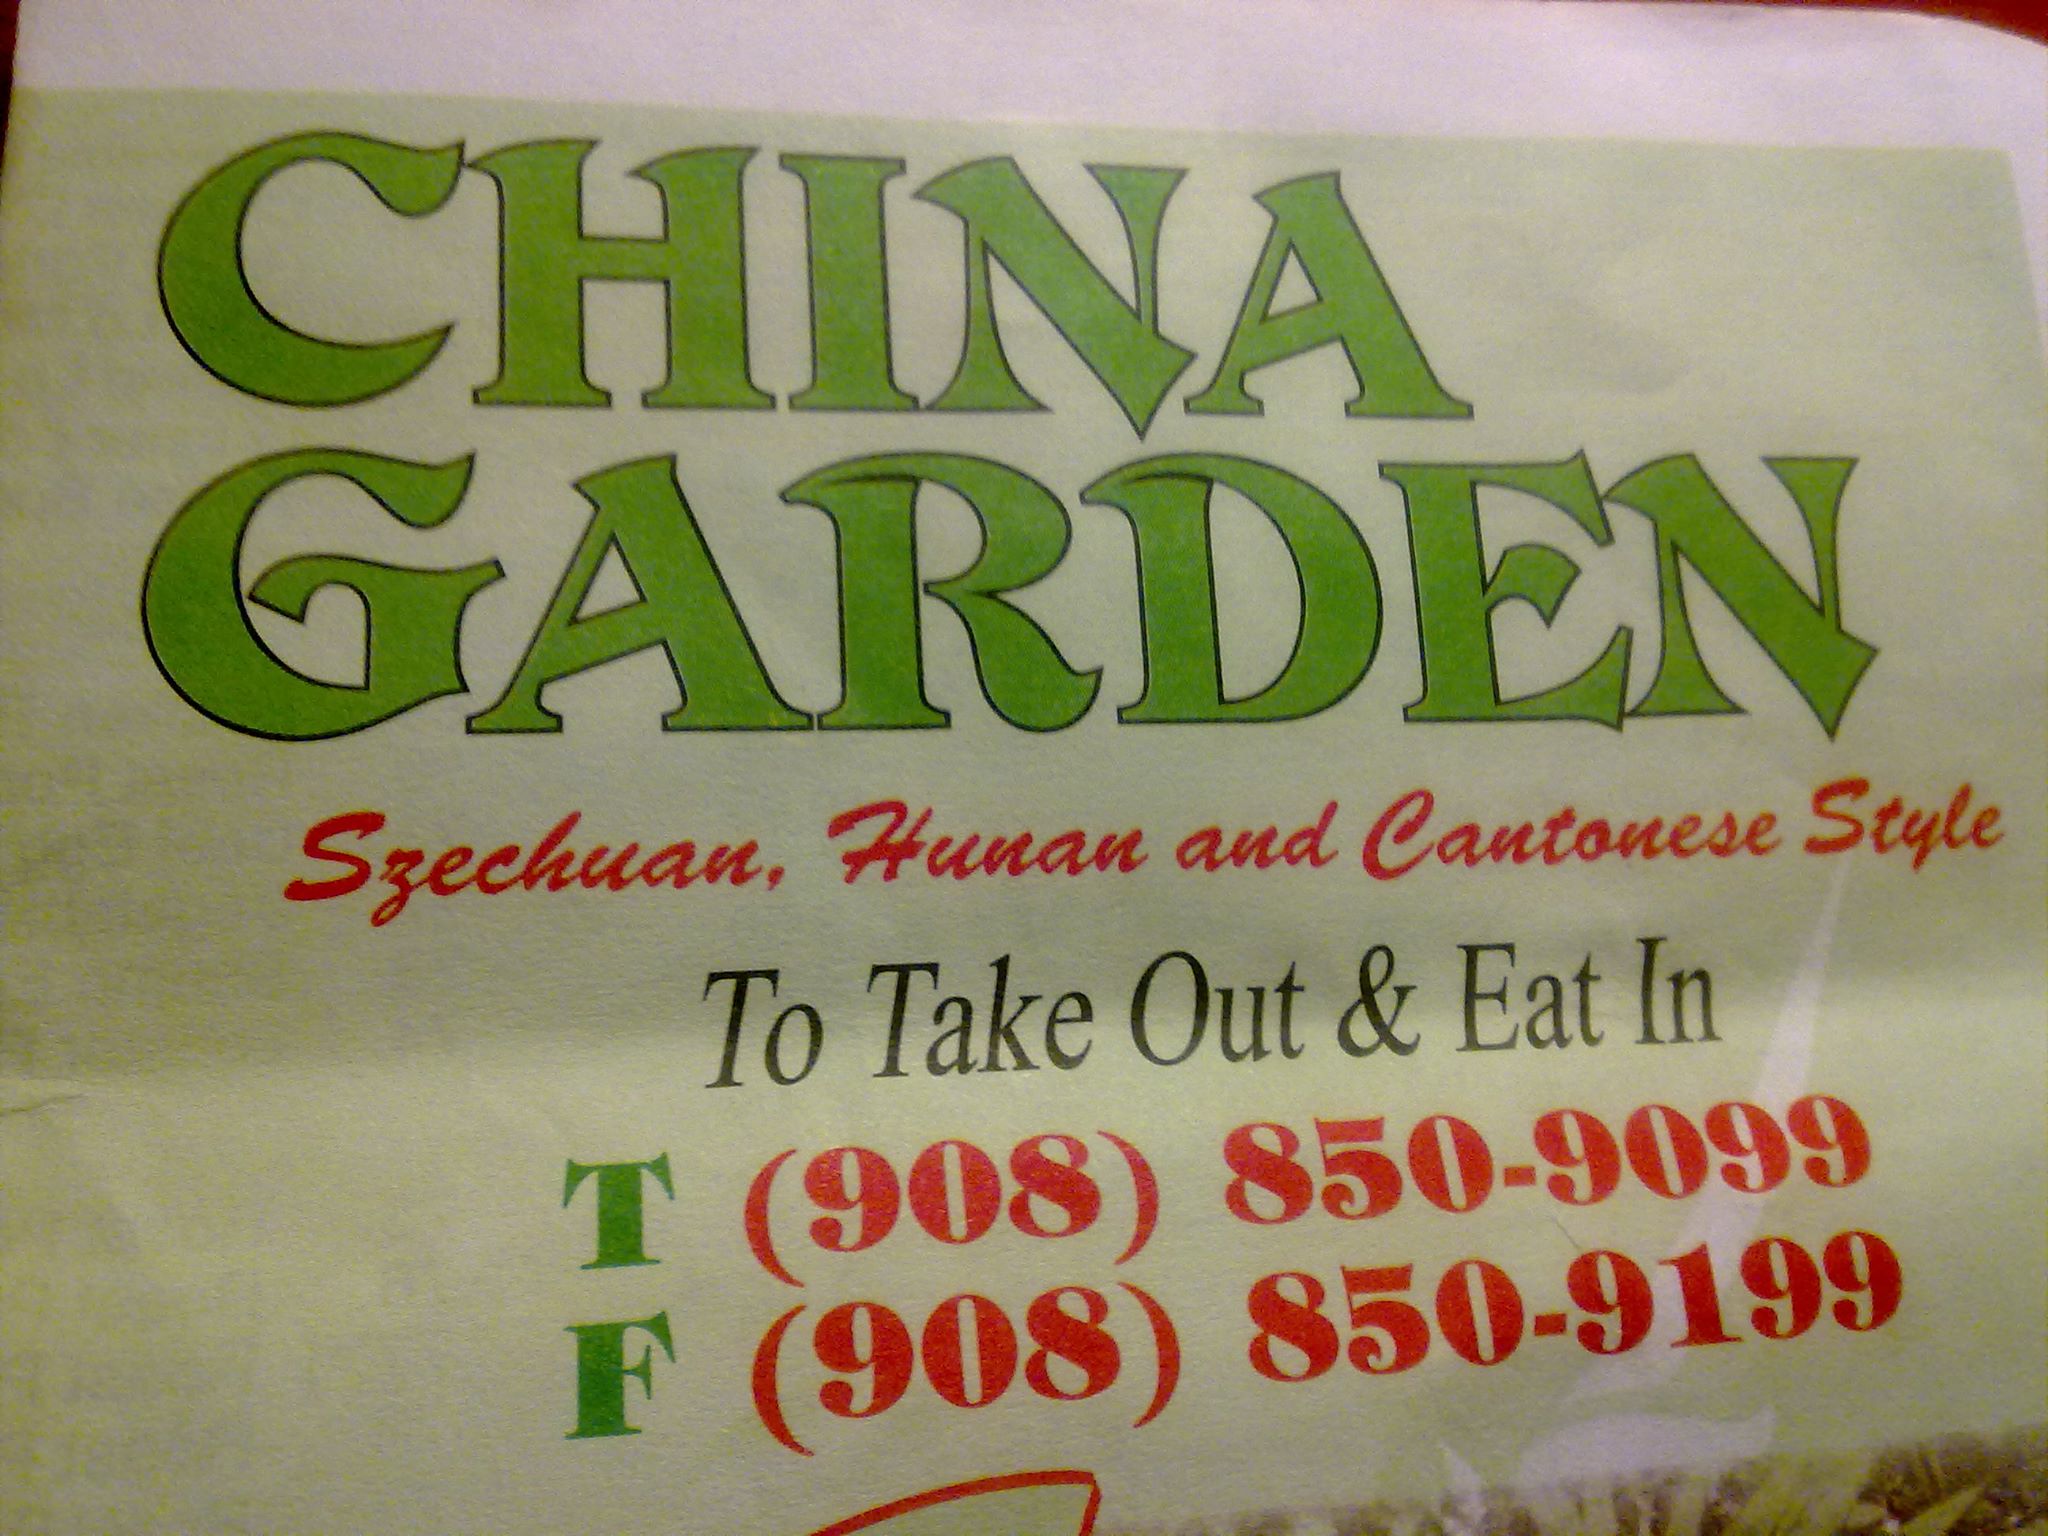 CHINA
GARDEN
Szechuan, Hunan and Cantonese Style
To Take Out & Eat In
T (908) 850-9099
F (908) 850-9199